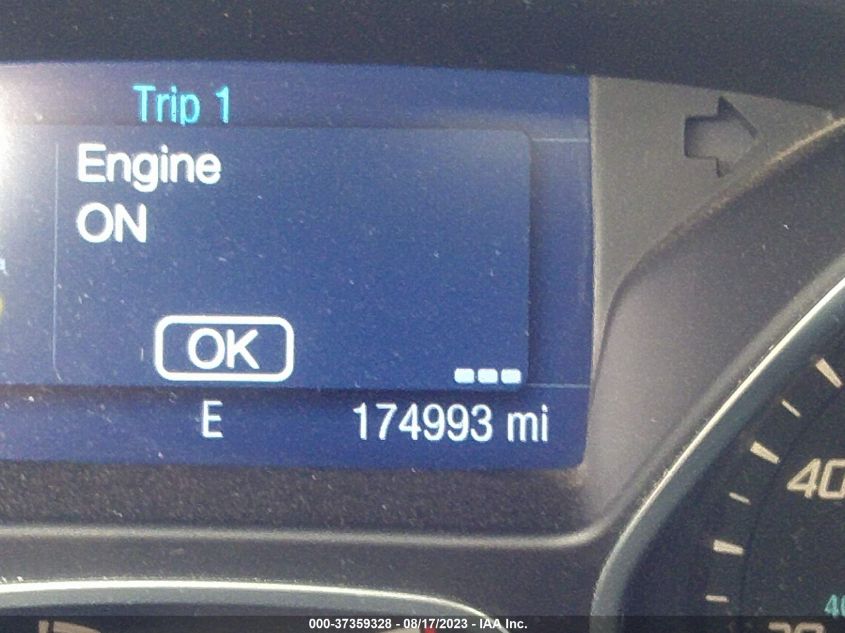 Trip 1
Engine
ON
OK
E 174993 mi
40
000-37359328 - 08/17/2023 - IAA Inc.